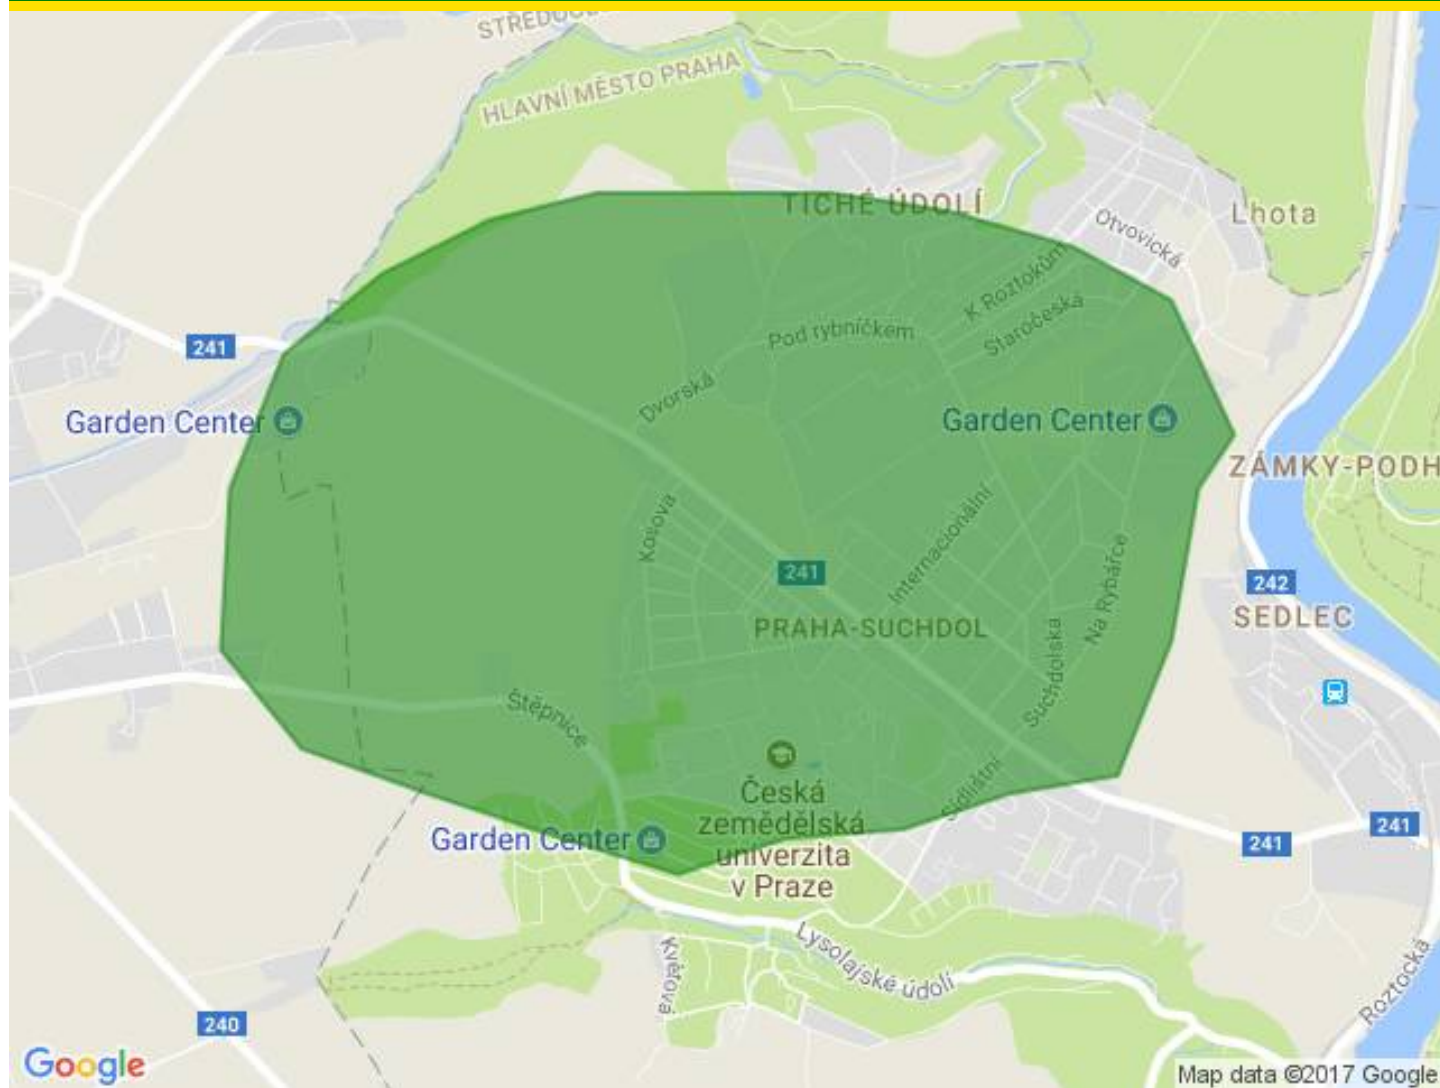 STŘEDOČ
HLAVNÍ MĚSTO PRAHA
TICHÉ ÚDOLÍ
Lhota
Otvovická
K Roztokům
Staročeská
Pod rybníčkem
241
Dvorská
Garden Center
Garden Center
ZÁMKY-PODH
Kosova
Internacionální
Na Rybářce
241
242
PRAHA-SUCHDOL
SEDLEC
Suchdolská
Štěpnice
Sídlištní
Česká
zemědělská
univerzita
v Praze
Garden Center
241
241
Lysolajské údolí
Květová
Roztocká
240
Google
Map data ©2017 Google